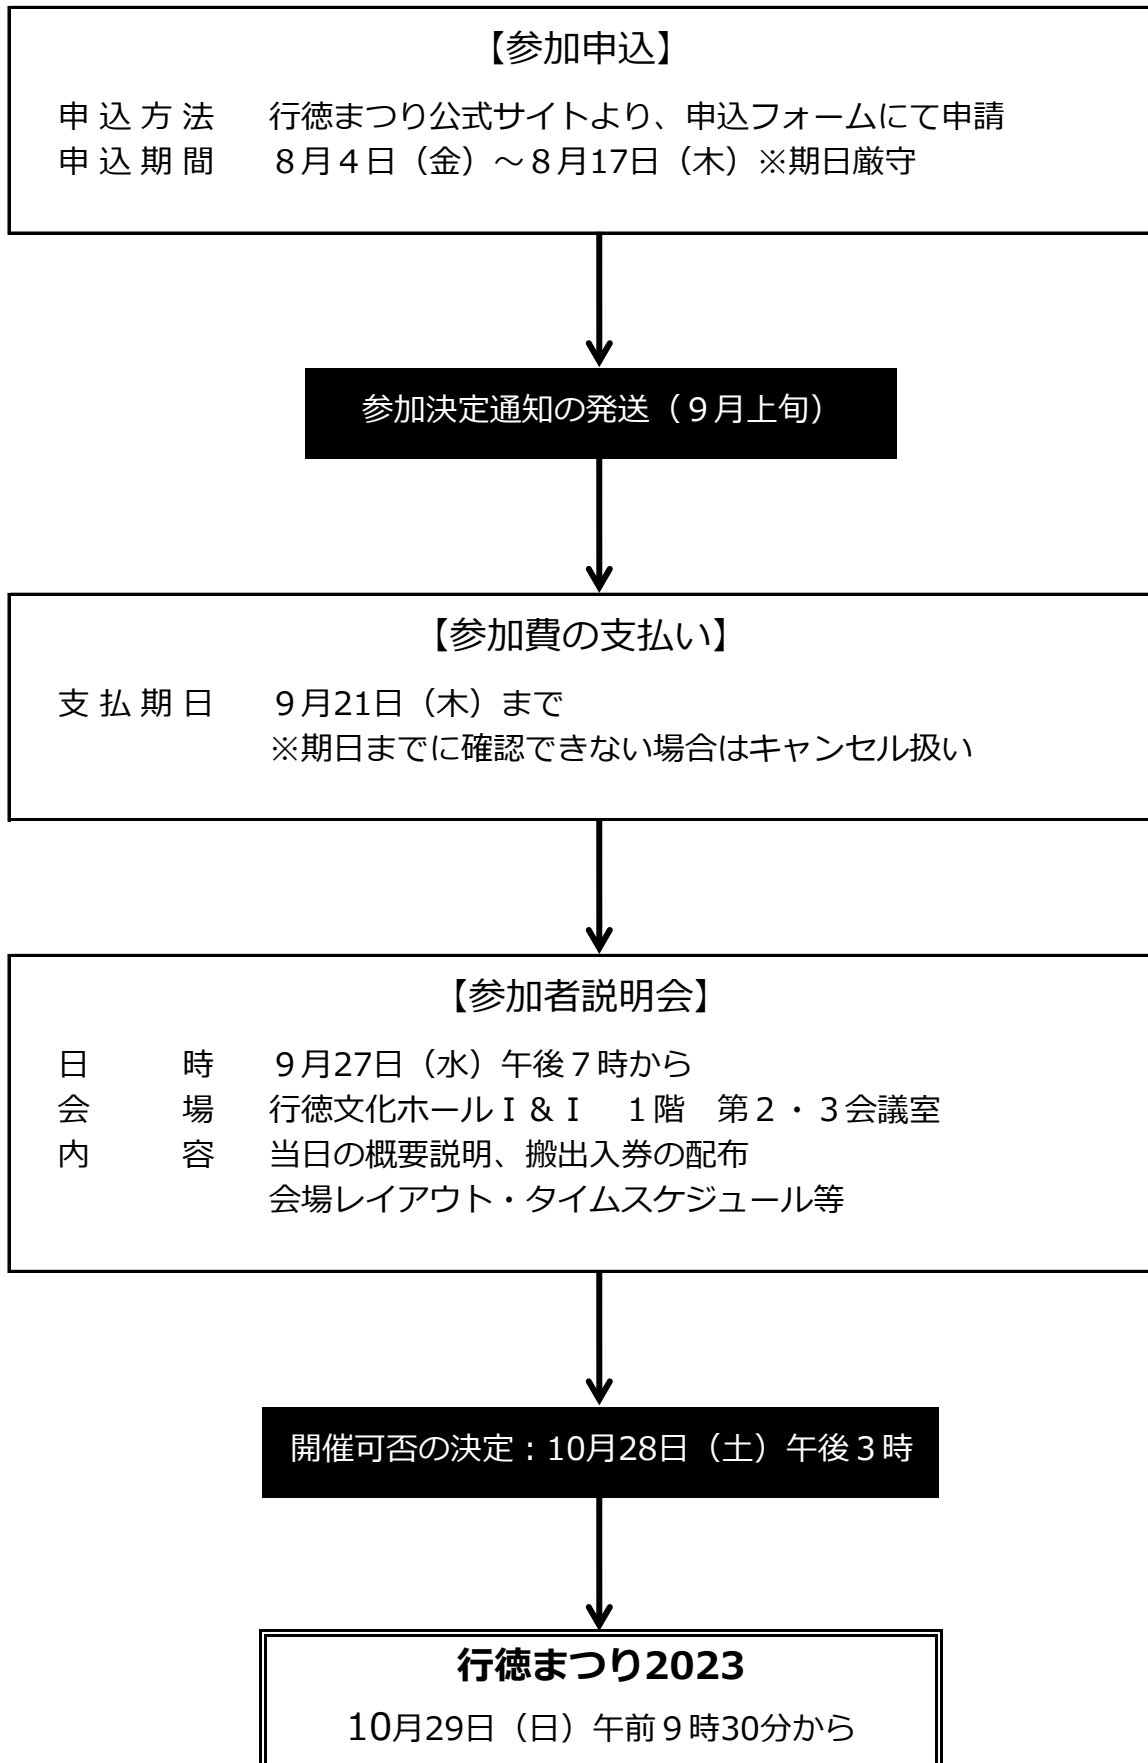 【参加申込】
申込方法　行徳まつり公式サイトより、申込フォームにて申請
申込期間　８月４日（金）～８月17日（木）※期日厳守
参加決定通知の発送（９月上旬）
【参加費の支払い】
支払期日　９月21日（木）まで
※期日までに確認できない場合はキャンセル扱い
【参加者説明会】
日　　時　９月27日（水）午後７時から
会　　場　行徳文化ホールＩ＆Ｉ　１階　第２・３会議室
内　　容　当日の概要説明、搬出入券の配布
会場レイアウト・タイムスケジュール等
開催可否の決定：10月28日（土）午後３時
行徳まつり2023
10月29日（日）午前９時30分から